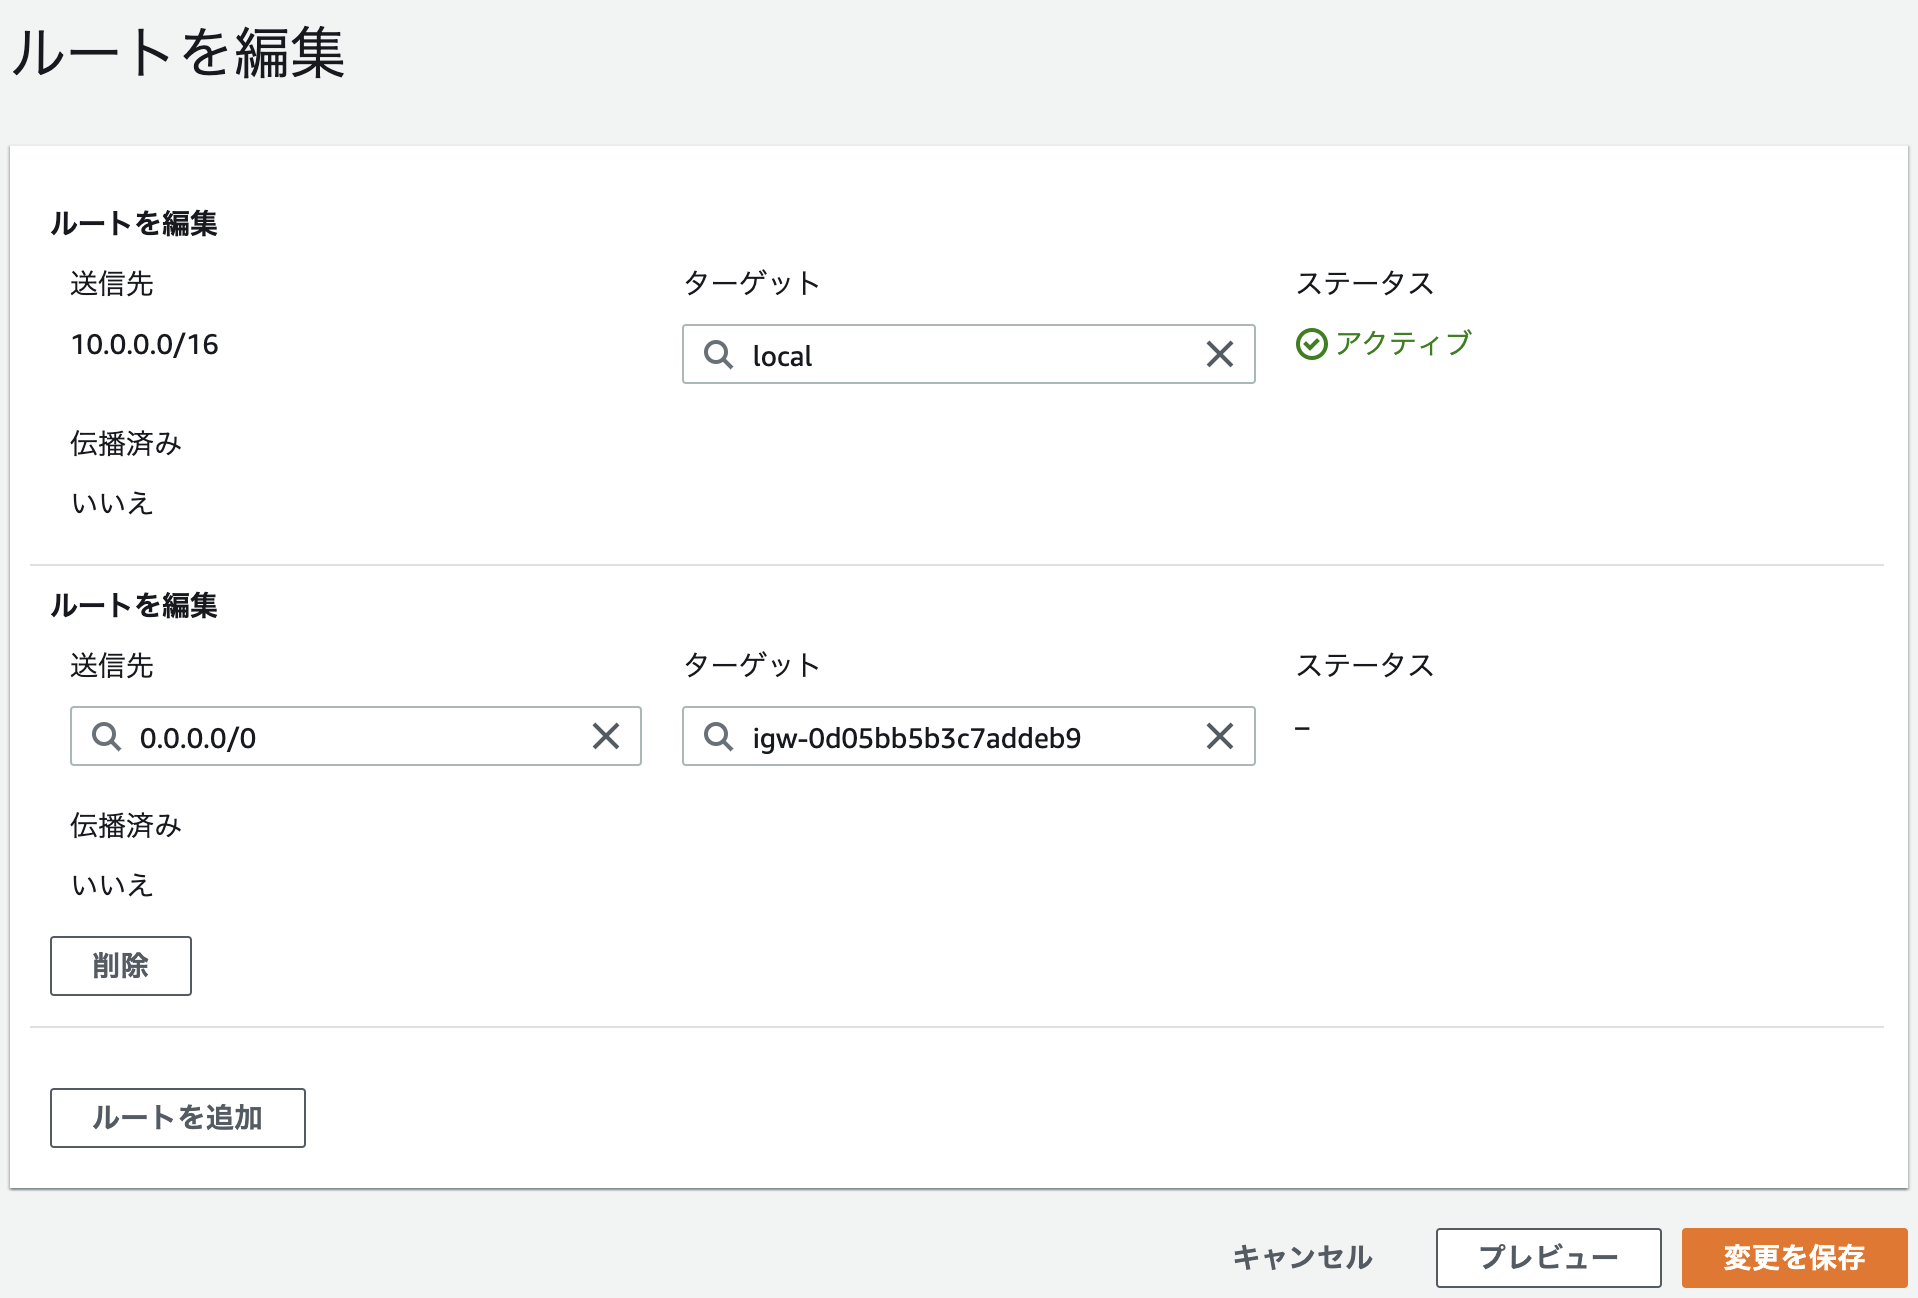 ルートを編集
ルートを編集
送信先 ターゲット ステータス
10.0.0.0/16 local アクティブ
伝播済み
いいえ
ルートを編集
送信先 ターゲット ステータス
0.0.0.0/0 igw-0d05bb5b3c7addeb9 –
伝播済み
いいえ
削除
ルートを追加
キャンセル プレビュー 変更を保存